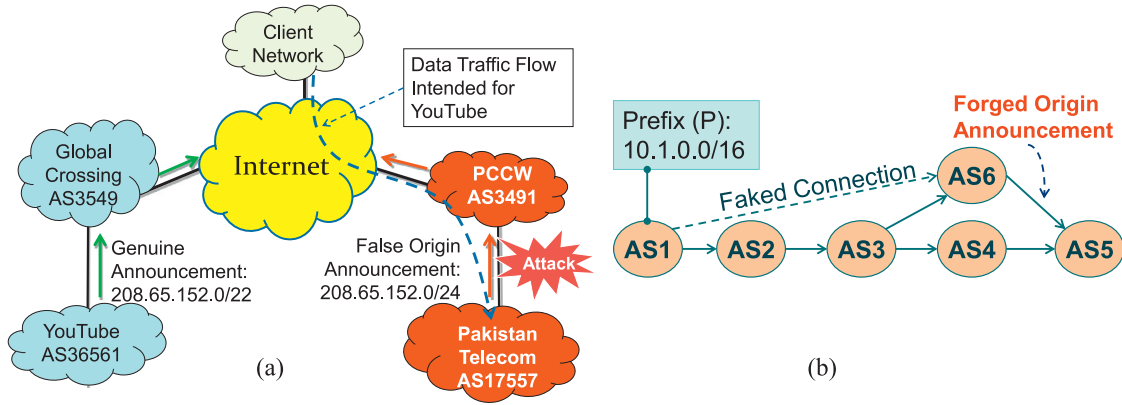 Client
Network
Data Traffic Flow
Intended for
YouTube
Internet
Global
Crossing
AS3549
PCCW
AS3491
Genuine
Announcement:
208.65.152.0/22
False Origin
Announcement:
208.65.152.0/24
Attack
YouTube
AS36561
Pakistan
Telecom
AS17557
(a)
Prefix (P):
10.1.0.0/16
Forged Origin
Announcement
Faked Connection
AS6
AS1
AS2
AS3
AS4
AS5
(b)